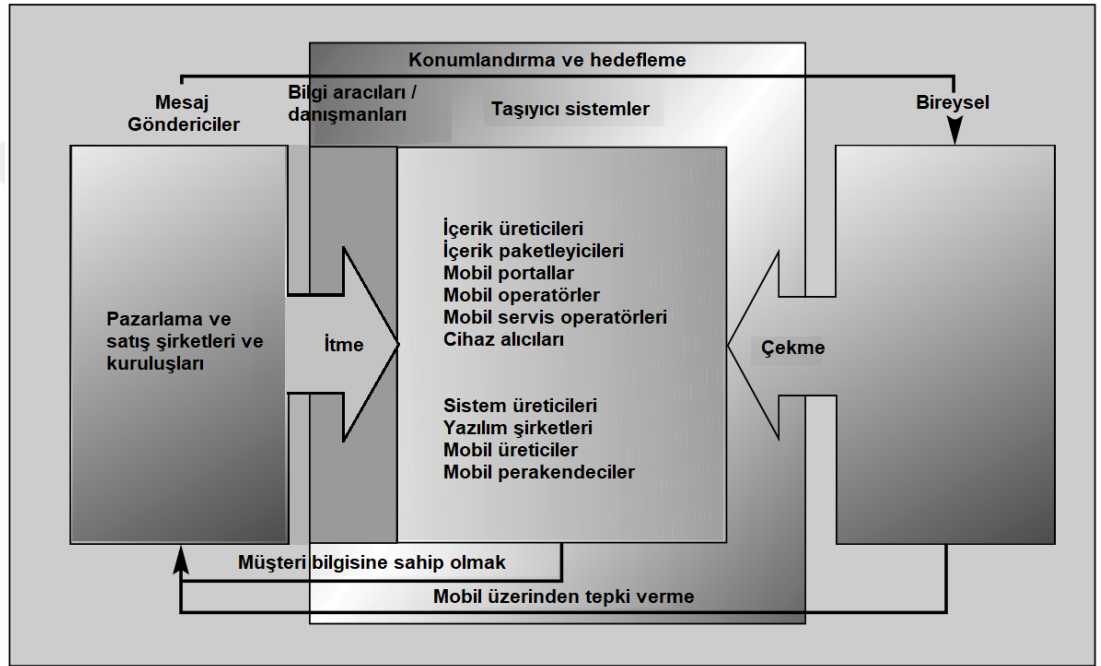 Konumlandırma ve hedefleme
Mesaj
Göndericiler
Bilgi aracıları /
danışmanları
Taşıyıcı sistemler
Bireysel
Pazarlama ve
satış şirketleri ve
kuruluşları
İtme
İçerik üreticileri
İçerik paketleyicileri
Mobil portallar
Mobil operatörler
Mobil servis operatörleri
Cihaz alıcıları
Sistem üreticileri
Yazılım şirketleri
Mobil üreticiler
Mobil perakendeciler
Çekme
Müşteri bilgisine sahip olmak
Mobil üzerinden tepki verme